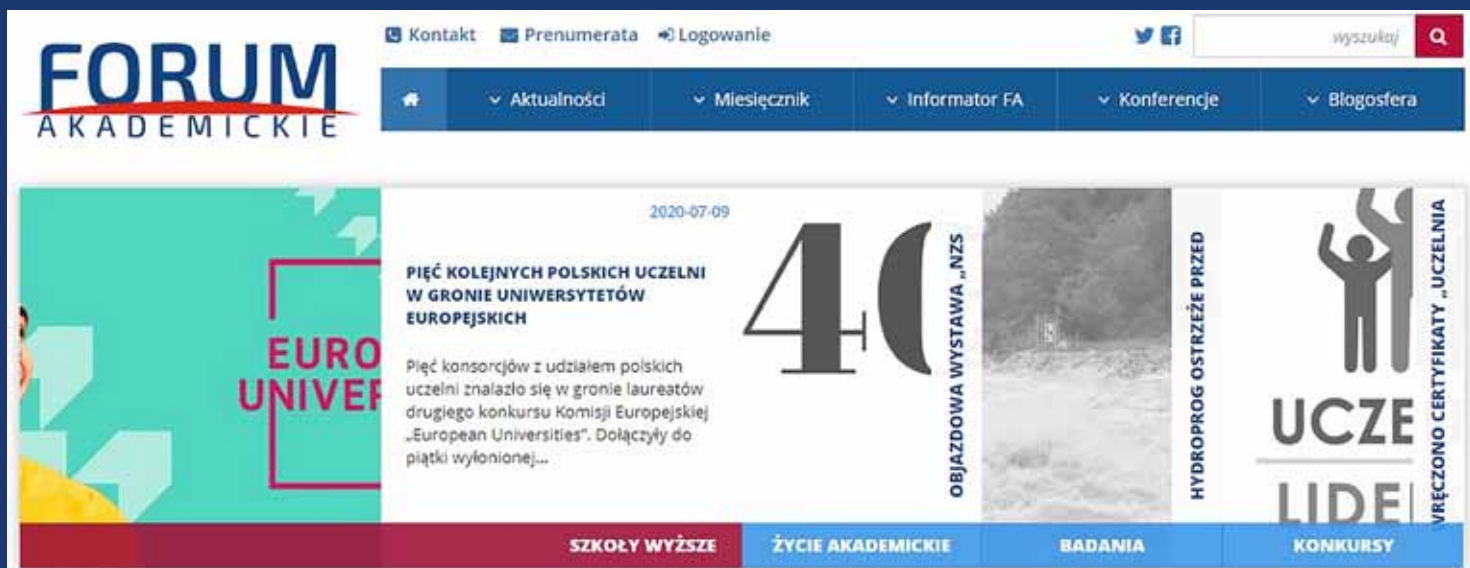 FORUM
AKADEMICKIE
Kontakt Prenumerata Logowanie
wyszukaj
Aktualności Miesięcznik Informator FA Konferencje Blogosfera
EURO
UNIVER
2020-07-09
PIĘĆ KOLEJNYCH POLSKICH UCZELNI
W GRONIE UNIWERSYTETÓW
EUROPEJSKICH
Pięć konsorcjów z udziałem polskich
uczelni znalazło się w gronie laureatów
drugiego konkursu Komisji Europejskiej
„European Universities”. Dołączyły do
piątki wyłonionej...
40
OBJAZDOWA WYSTAWA „NZS
HYDROPROG OSTRZEŻE PRZED
UCZE
LIDE
WRĘCZONO CERTYFIKATY „UCZELNIA
SZKOŁY WYŻSZE ŻYCIE AKADEMICKIE BADANIA KONKURSY